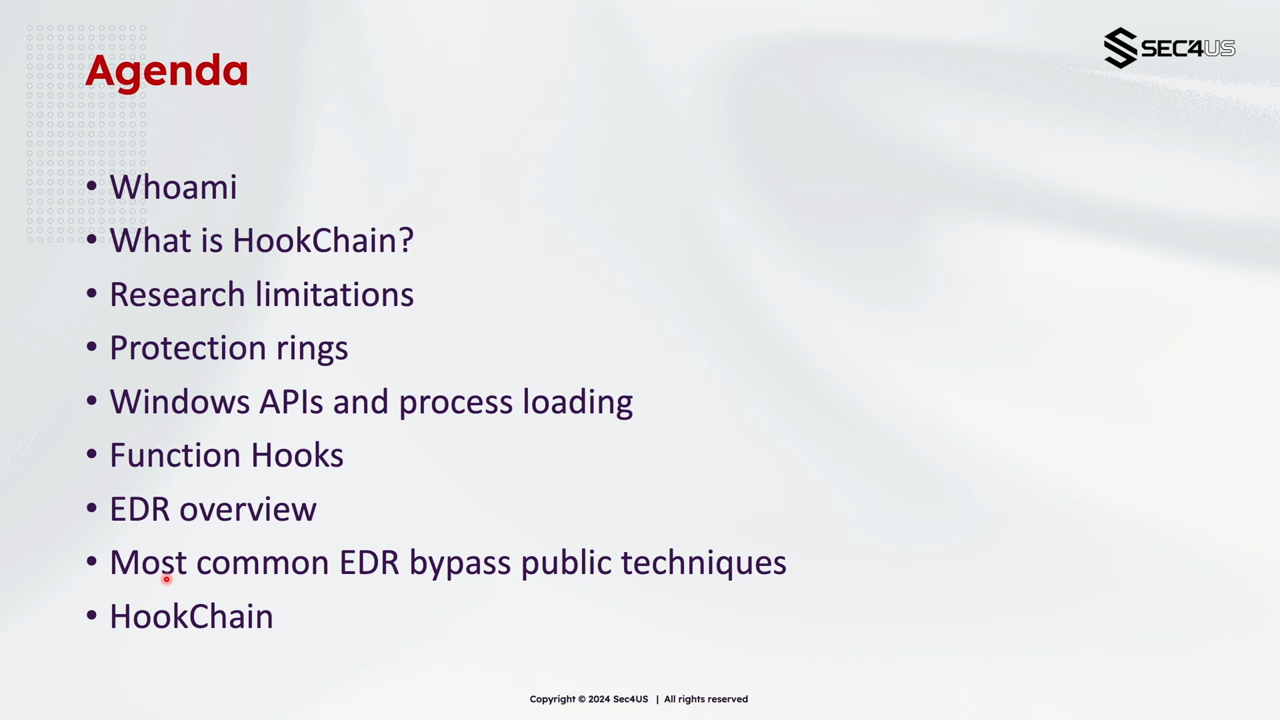 Agenda
SEC4US
• Whoami
• What is HookChain?
• Research limitations
• Protection rings
• Windows APIs and process loading
• Function Hooks
• EDR overview
• Most common EDR bypass public techniques
• HookChain
Copyright © 2024 Sec4US | All rights reserved